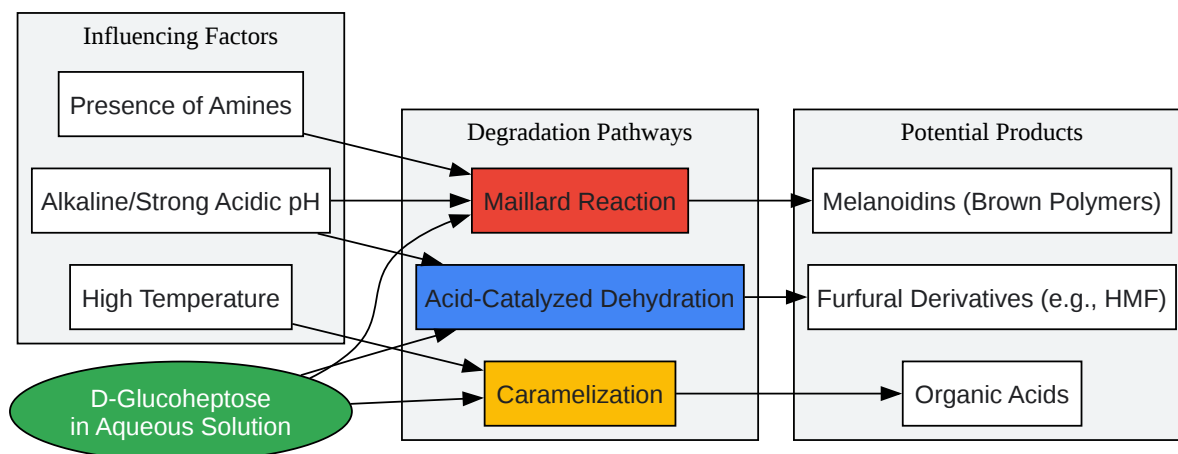 Influencing Factors
Presence of Amines
Alkaline/Strong Acidic pH
High Temperature
D-Glucoheptose
in Aqueous Solution
Degradation Pathways
Maillard Reaction
Acid-Catalyzed Dehydration
Caramelization
Potential Products
Melanoidins (Brown Polymers)
Furfural Derivatives (e.g., HMF)
Organic Acids